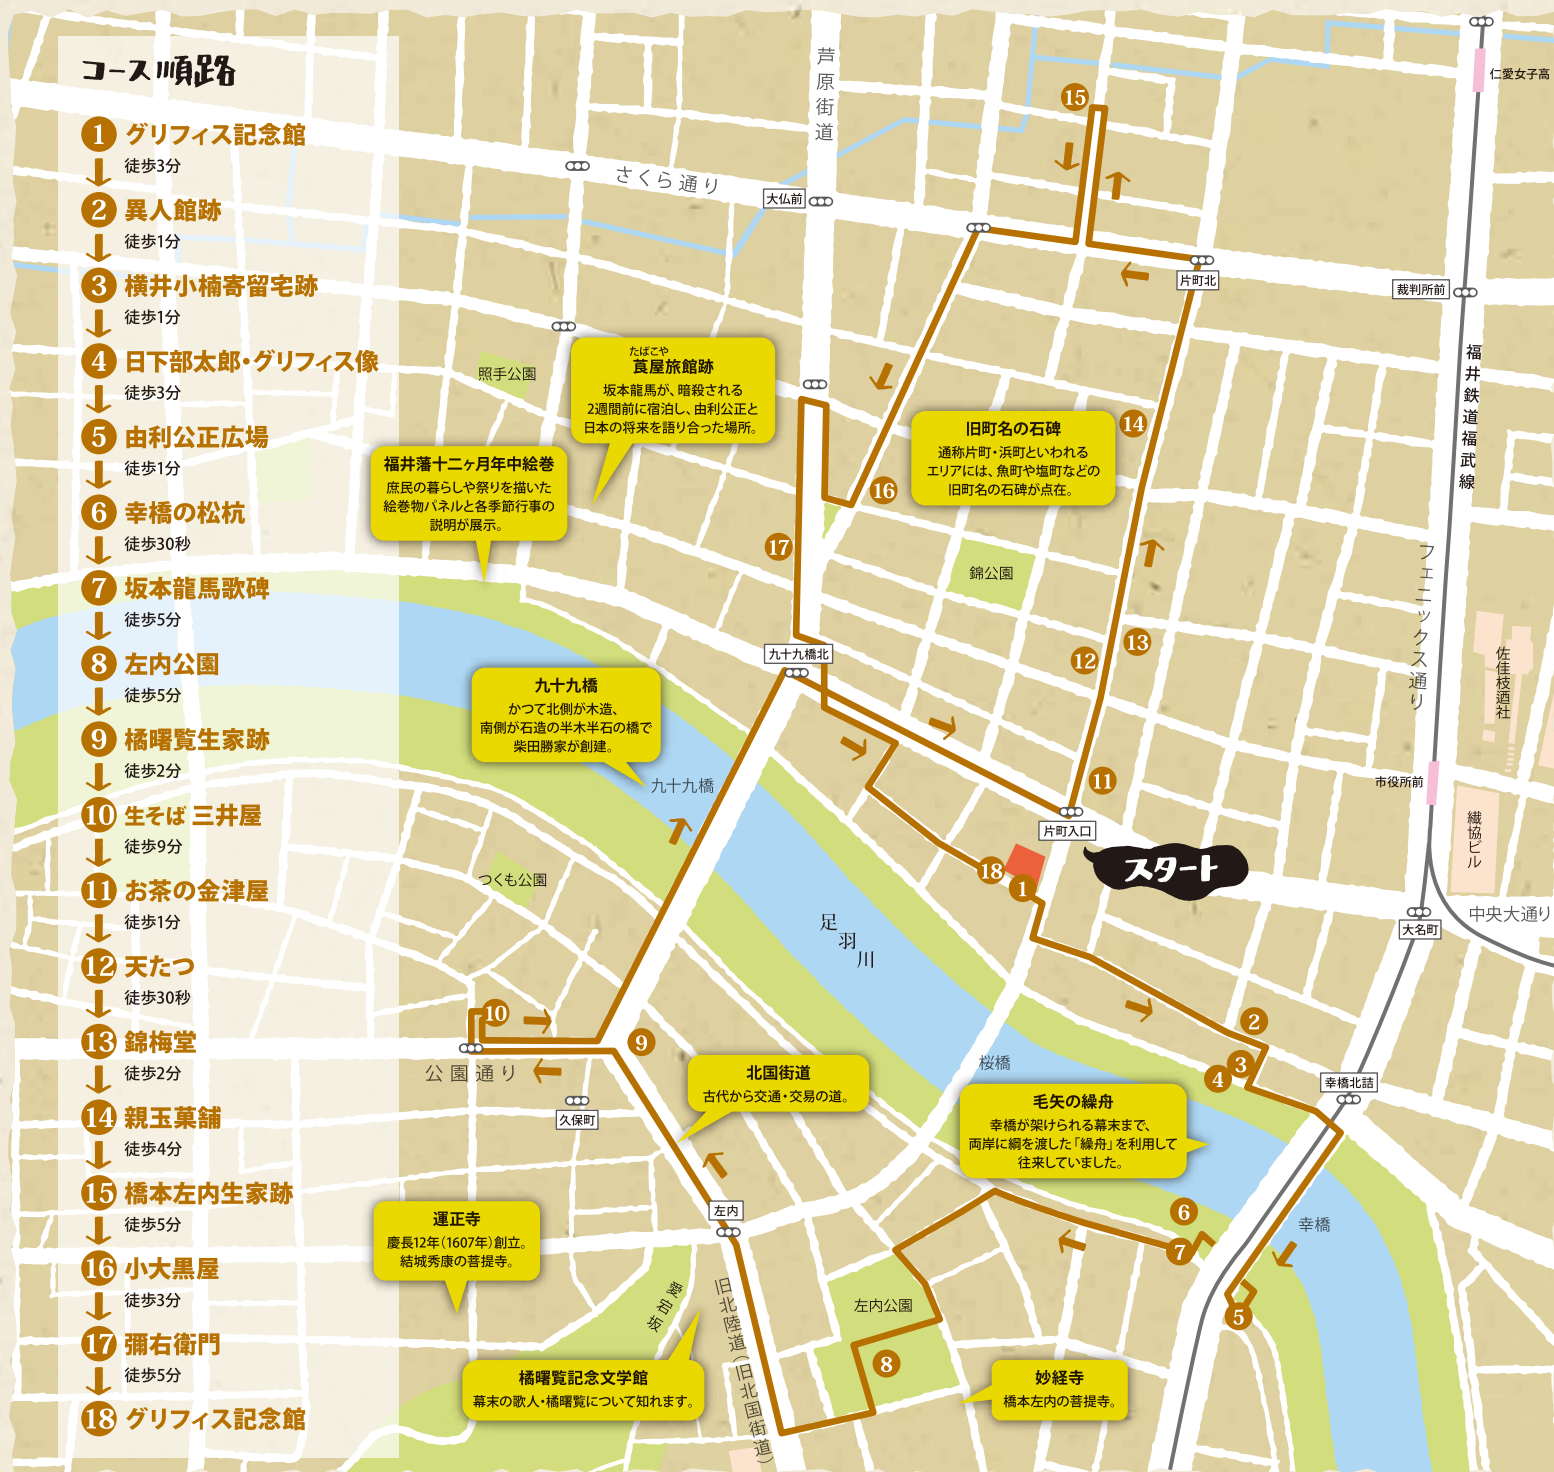 コース順路
1 グリフィス記念館
徒歩3分
2 異人館跡
徒歩1分
3 横井小楠寄留宅跡
徒歩1分
4 日下部太郎・グリフィス像
徒歩3分
5 由利公正広場
徒歩1分
6 幸橋の松杭
徒歩30秒
7 坂本龍馬歌碑
徒歩5分
8 左内公園
徒歩5分
9 橘曙覧生家跡
徒歩2分
10 生そば 三井屋
徒歩9分
11 お茶の金津屋
徒歩1分
12 天たつ
徒歩30秒
13 錦梅堂
徒歩2分
14 親玉菓舗
徒歩4分
15 橋本左内生家跡
徒歩5分
16 小大黒屋
徒歩3分
17 彌右衛門
徒歩5分
18 グリフィス記念館
芦原街道
さくら通り
大仏前
15
仁愛女子高
片町北
裁判所前
福井鉄道福武線
照手公園
たばこや
莨屋旅館跡
坂本龍馬が、暗殺される
2週間前に宿泊し、由利公正と
日本の将来を語り合った場所。
福井藩十二ヶ月年中絵巻
庶民の暮らしや祭りを描いた
絵巻物パネルと各季節行事の
説明が展示。
旧町名の石碑
通称片町・浜町といわれる
エリアには、魚町や塩町などの
旧町名の石碑が点在。
14
16
17
錦公園
フェニックス通り
13
12
九十九橋北
佐佳枝廼社
九十九橋
かつて北側が木造、
南側が石造の半木半石の橋で
柴田勝家が創建。
九十九橋
11
市役所前
片町入口
繊協ビル
スタート
18
1
つくも公園
足羽川
中央大通り
大名町
10
9
2
3
4
公園通り
桜橋
久保町
北国街道
古代から交通・交易の道。
幸橋北詰
毛矢の繰舟
幸橋が架けられる幕末まで、
両岸に綱を渡した「繰舟」を利用して
往来していました。
運正寺
慶長12年(1607年)創立。
結城秀康の菩提寺。
左内
6
7
幸橋
5
愛宕坂
旧北陸道(旧北国街道)
左内公園
8
橘曙覧記念文学館
幕末の歌人・橘曙覧について知れます。
妙経寺
橋本左内の菩提寺。